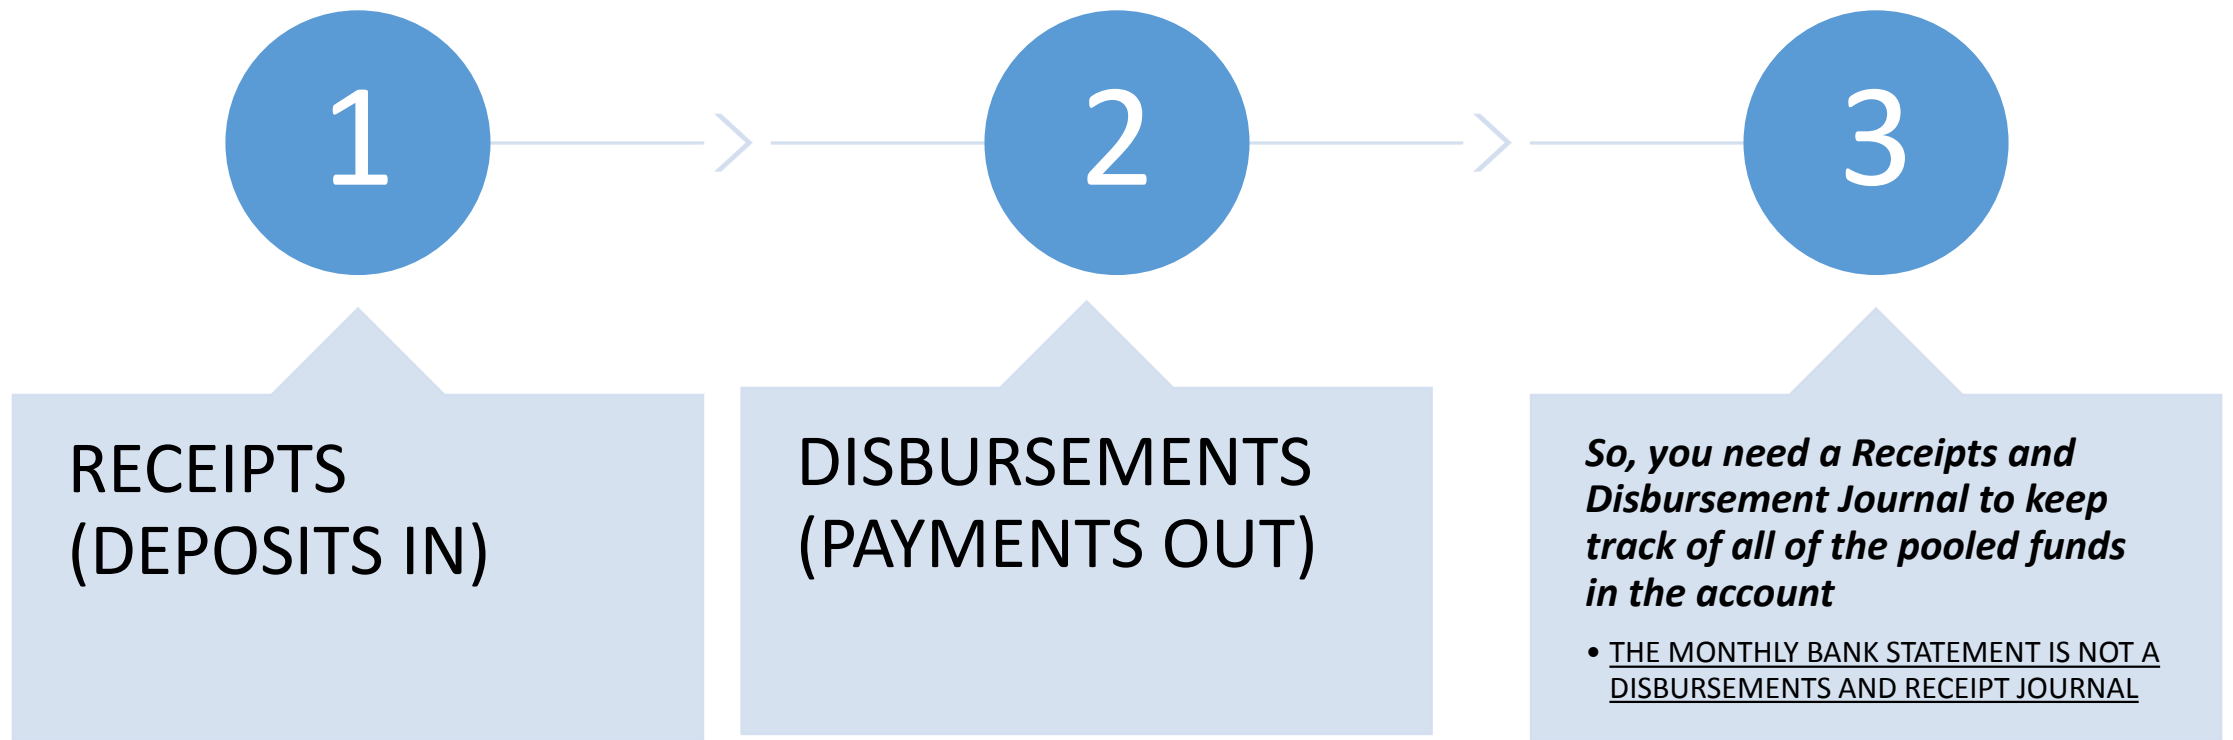 1
2
3
RECEIPTS
(DEPOSITS IN)
DISBURSEMENTS
(PAYMENTS OUT)
So, you need a Receipts and
Disbursement Journal to keep
track of all of the pooled funds
in the account
• THE MONTHLY BANK STATEMENT IS NOT A
DISBURSEMENTS AND RECEIPT JOURNAL